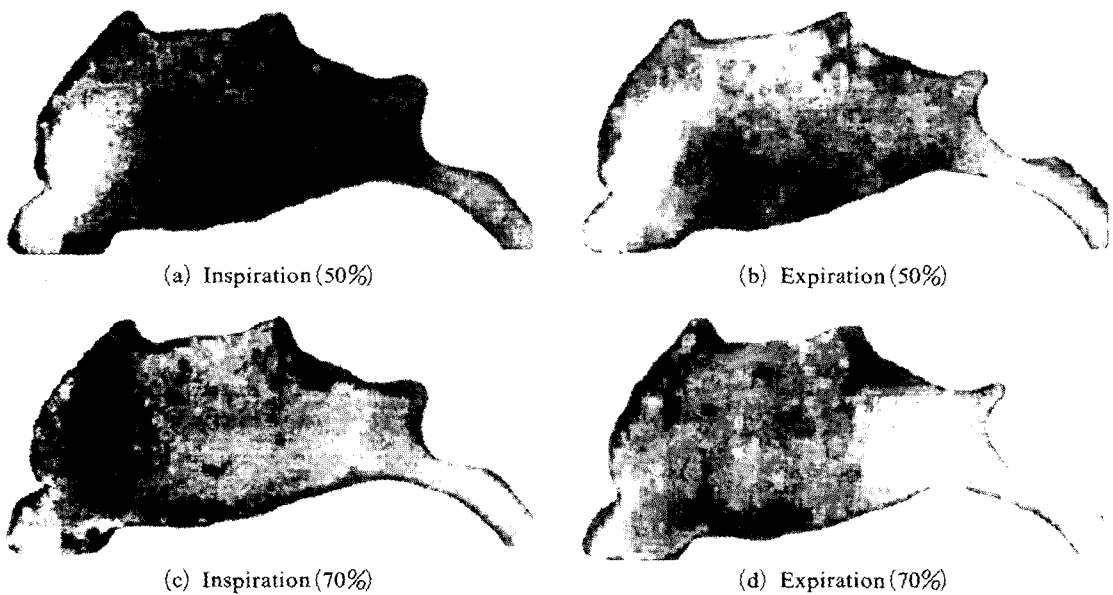 (a) Inspiration(50%)
(b) Expiration(50%)
(c) Inspiration(70%)
(d) Expiration(70%)